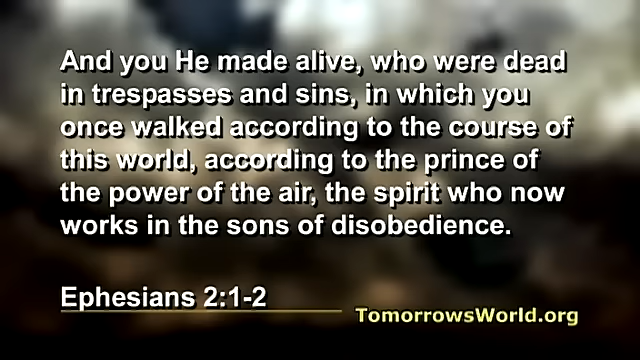 And you He made alive, who were dead
in trespasses and sins, in which you
once walked according to the course of
this world, according to the prince of
the power of the air, the spirit who now
works in the sons of disobedience.
Ephesians 2:1-2
TomorrowsWorld.org